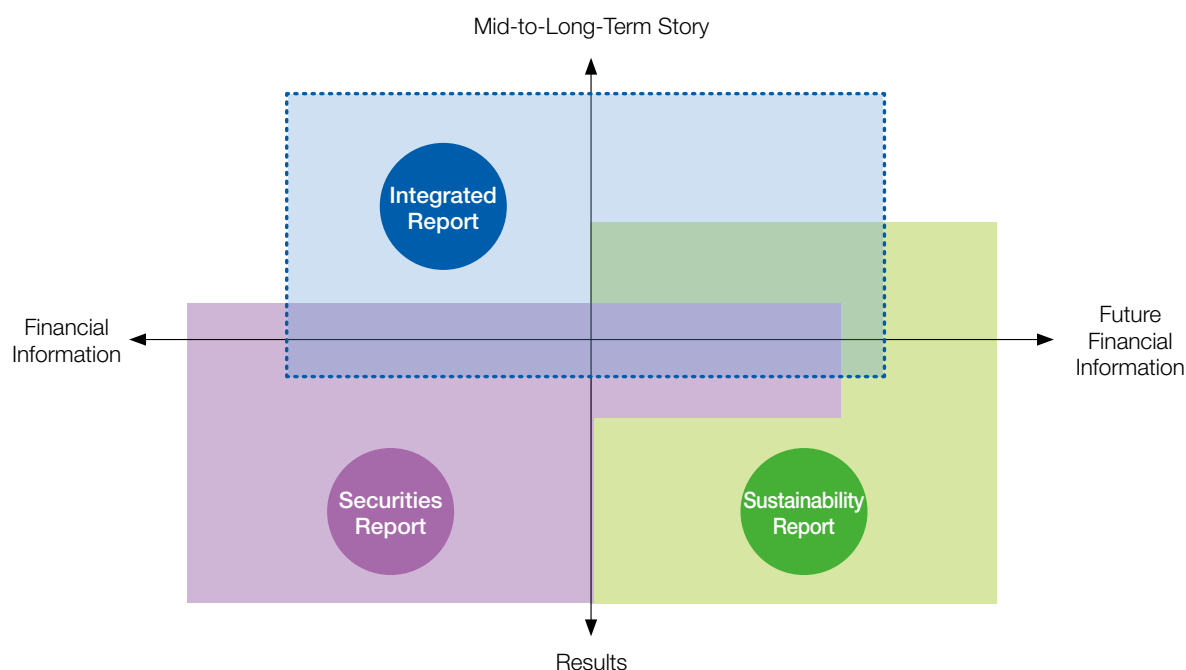 Mid-to-Long-Term Story
Integrated
Report
Financial
Information
Future
Financial
Information
Securities
Report
Sustainability
Report
Results